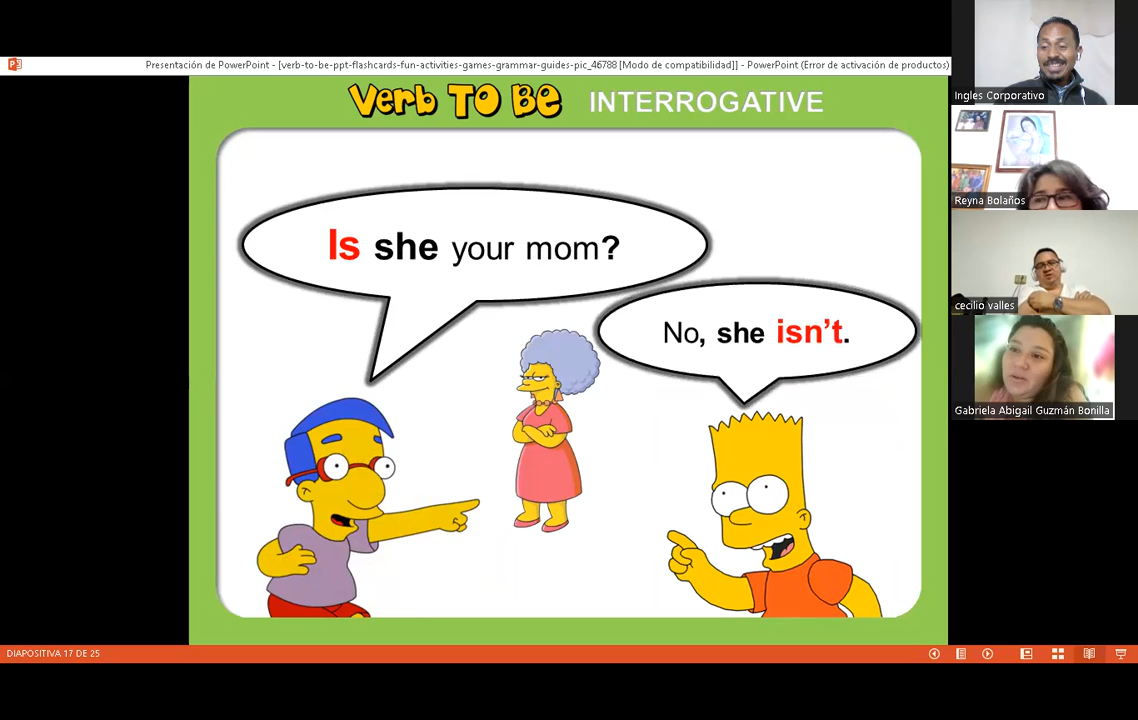 Presentación de PowerPoint - [verb-to-be-ppt-flashcards-fun-activities-games-grammar-guides-pic_46788 [Modo de compatibilidad]] - PowerPoint (Error de activación de productos)
Verb TO BE INTERROGATIVE
Is she your mom?
No, she isn't.
Ingles Corporativo
Reyna Bolaños
cecilio valles
Gabriela Abigail Guzmán Bonilla
DIAPOSITIVA 17 DE 25